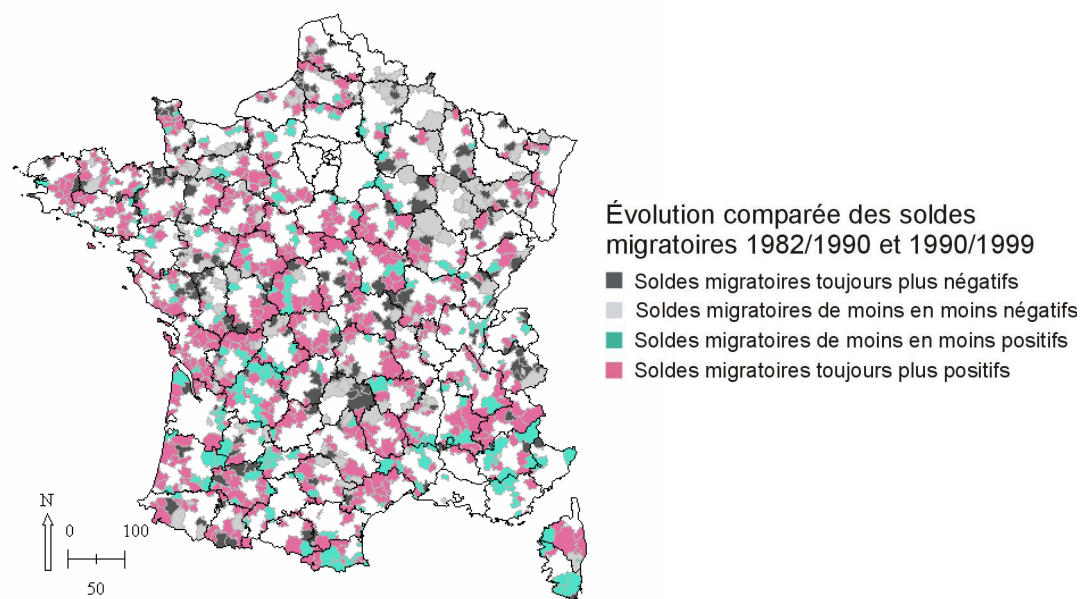 Évolution comparée des soldes
migratoires 1982/1990 et 1990/1999
Soldes migratoires toujours plus négatifs
Soldes migratoires de moins en moins négatifs
Soldes migratoires de moins en moins positifs
Soldes migratoires toujours plus positifs
N
0 100
50